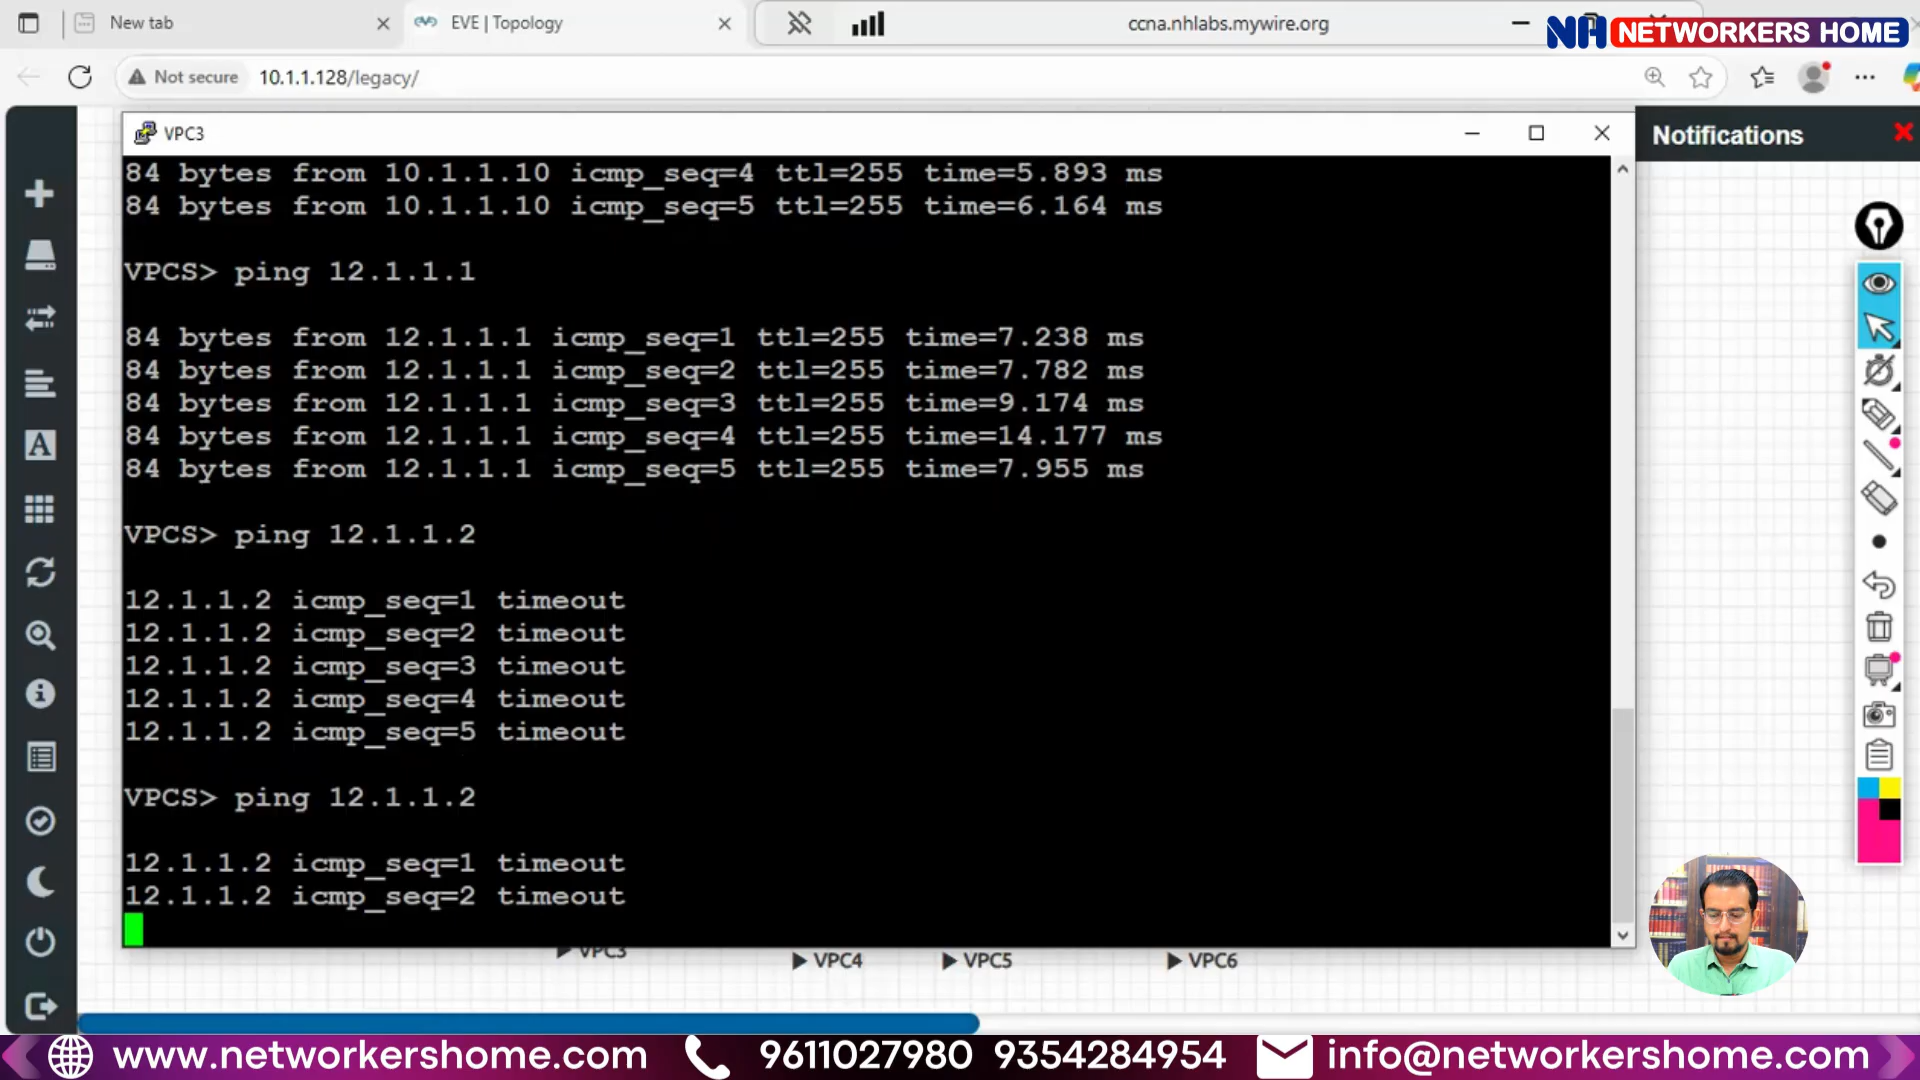 New tab
EVE | Topology
ccna.nhlabs.mywire.org
NH NETWORKERS HOME
Not secure
10.1.1.128/legacy/
VPC3
Notifications
84 bytes from 10.1.1.10 icmp_seq=4 ttl=255 time=5.893 ms
84 bytes from 10.1.1.10 icmp_seq=5 ttl=255 time=6.164 ms
VPCS> ping 12.1.1.1
84 bytes from 12.1.1.1 icmp_seq=1 ttl=255 time=7.238 ms
84 bytes from 12.1.1.1 icmp_seq=2 ttl=255 time=7.782 ms
84 bytes from 12.1.1.1 icmp_seq=3 ttl=255 time=9.174 ms
84 bytes from 12.1.1.1 icmp_seq=4 ttl=255 time=14.177 ms
84 bytes from 12.1.1.1 icmp_seq=5 ttl=255 time=7.955 ms
VPCS> ping 12.1.1.2
12.1.1.2 icmp_seq=1 timeout
12.1.1.2 icmp_seq=2 timeout
12.1.1.2 icmp_seq=3 timeout
12.1.1.2 icmp_seq=4 timeout
12.1.1.2 icmp_seq=5 timeout
VPCS> ping 12.1.1.2
12.1.1.2 icmp_seq=1 timeout
12.1.1.2 icmp_seq=2 timeout
VPC3
VPC4
VPC5
VPC6
www.networkershome.com
9611027980 9354284954
info@networkershome.com